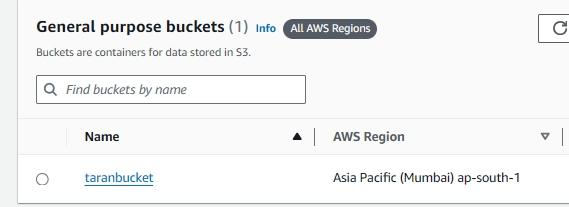 General purpose buckets (1) Info All AWS Regions
Buckets are containers for data stored in S3.
Find buckets by name
Name AWS Region
taranbucket Asia Pacific (Mumbai) ap-south-1